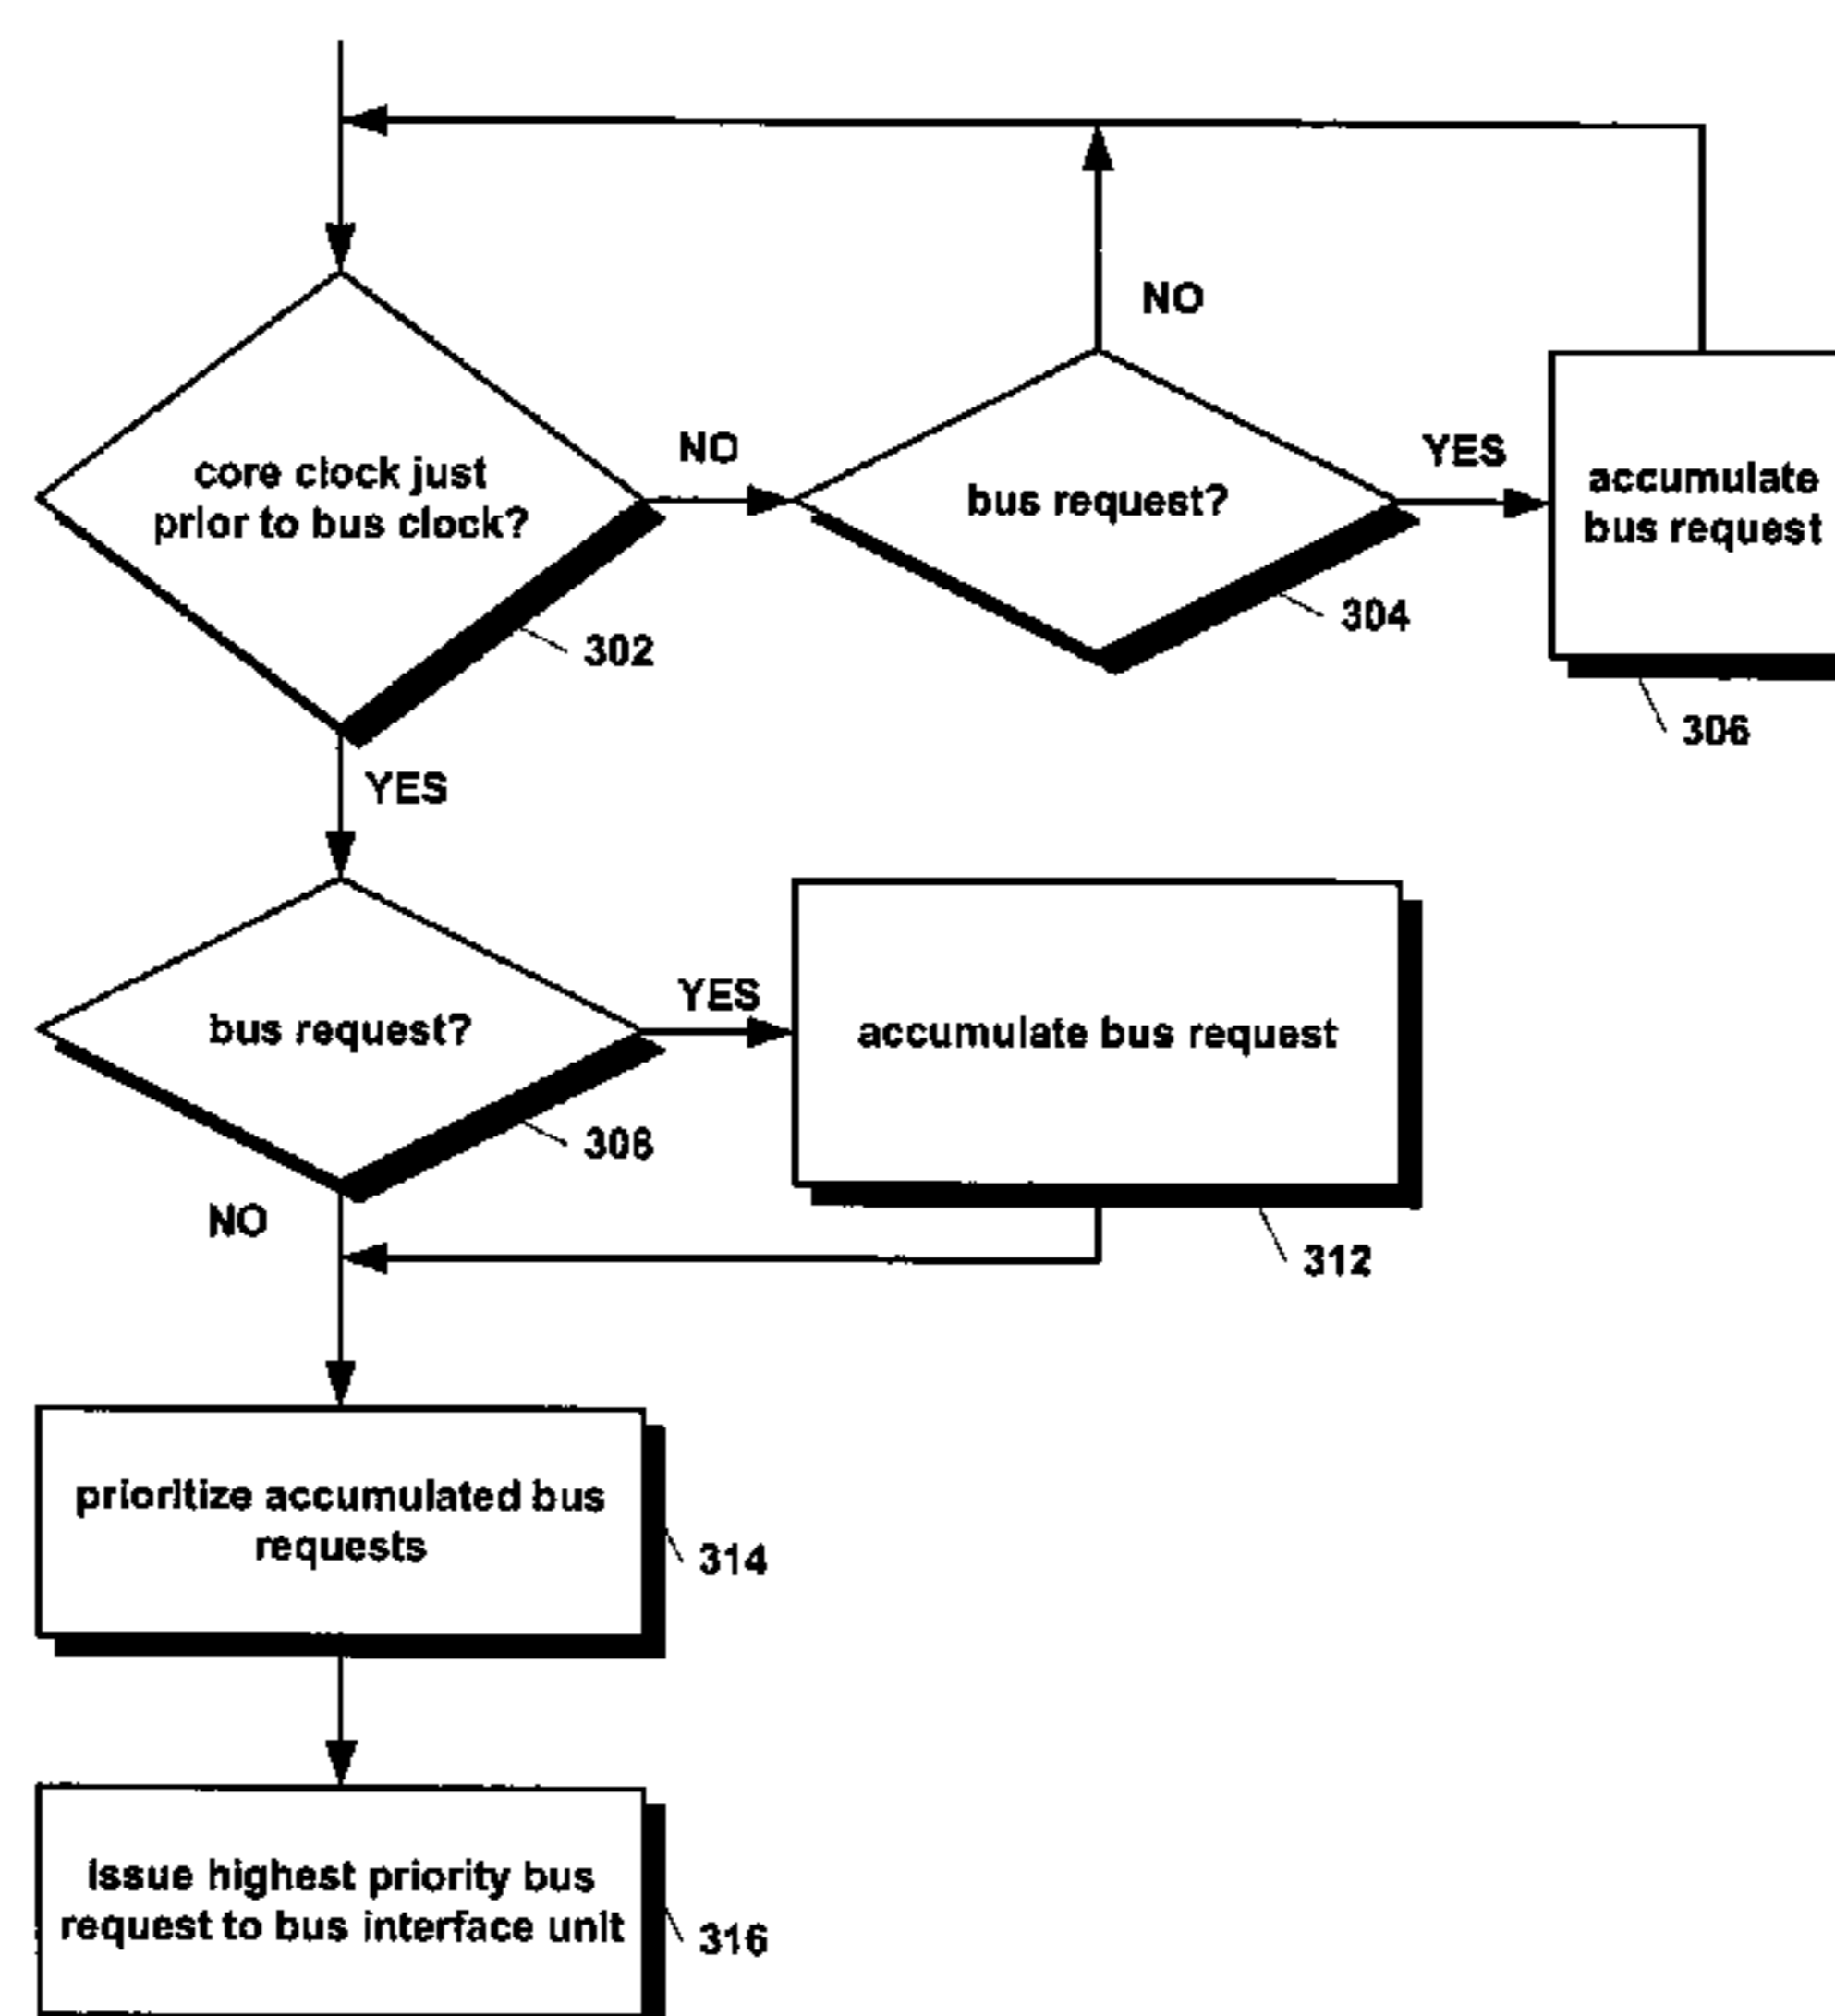 NO
core clock just
prior to bus clock?
NO
bus request?
YES
accumulate
bus request
302
304
306
YES
bus request?
YES
accumulate bus request
308
NO
312
prioritize accumulated bus
requests
314
issue highest priority bus
request to bus interface unit
316